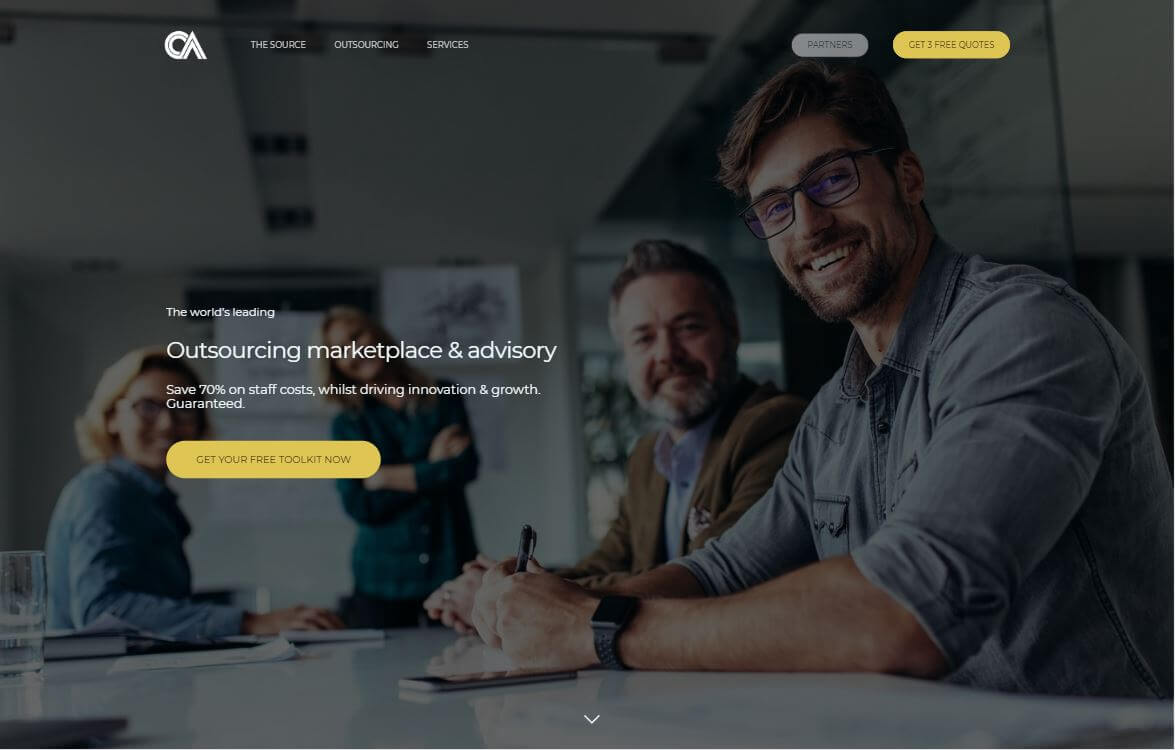 OA
THE SOURCE
OUTSOURCING
SERVICES
PARTNERS
GET 3 FREE QUOTES
The world's leading
Outsourcing marketplace & advisory
Save 70% on staff costs, whilst driving innovation & growth.
Guaranteed.
GET YOUR FREE TOOLKIT NOW